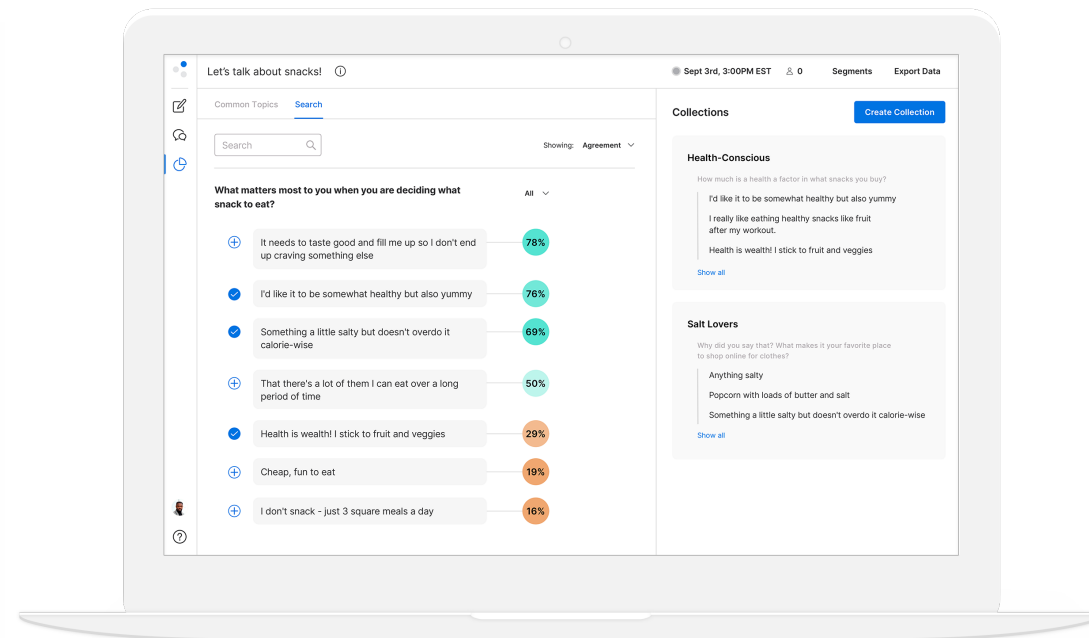 Let's talk about snacks!
Sept 3rd, 3:00PM EST
0
Segments
Export Data
Common Topics
Search
Search
Showing: Agreement
What matters most to you when you are deciding what
snack to eat?
All
It needs to taste good and fill me up so I don't end
up craving something else
78%
I'd like it to be somewhat healthy but also yummy
76%
Something a little salty but doesn't overdo it
calorie-wise
69%
That there's a lot of them I can eat over a long
period of time
50%
Health is wealth! I stick to fruit and veggies
29%
Cheap, fun to eat
19%
I don't snack - just 3 square meals a day
16%
Collections
Create Collection
Health-Conscious
How much is a health a factor in what snacks you buy?
I'd like it to be somewhat healthy but also yummy
I really like eathing healthy snacks like fruit
after my workout.
Health is wealth! I stick to fruit and veggies
Show all
Salt Lovers
Why did you say that? What makes it your favorite place
to shop online for clothes?
Anything salty
Popcorn with loads of butter and salt
Something a little salty but doesn't overdo it calorie-wise
Show all